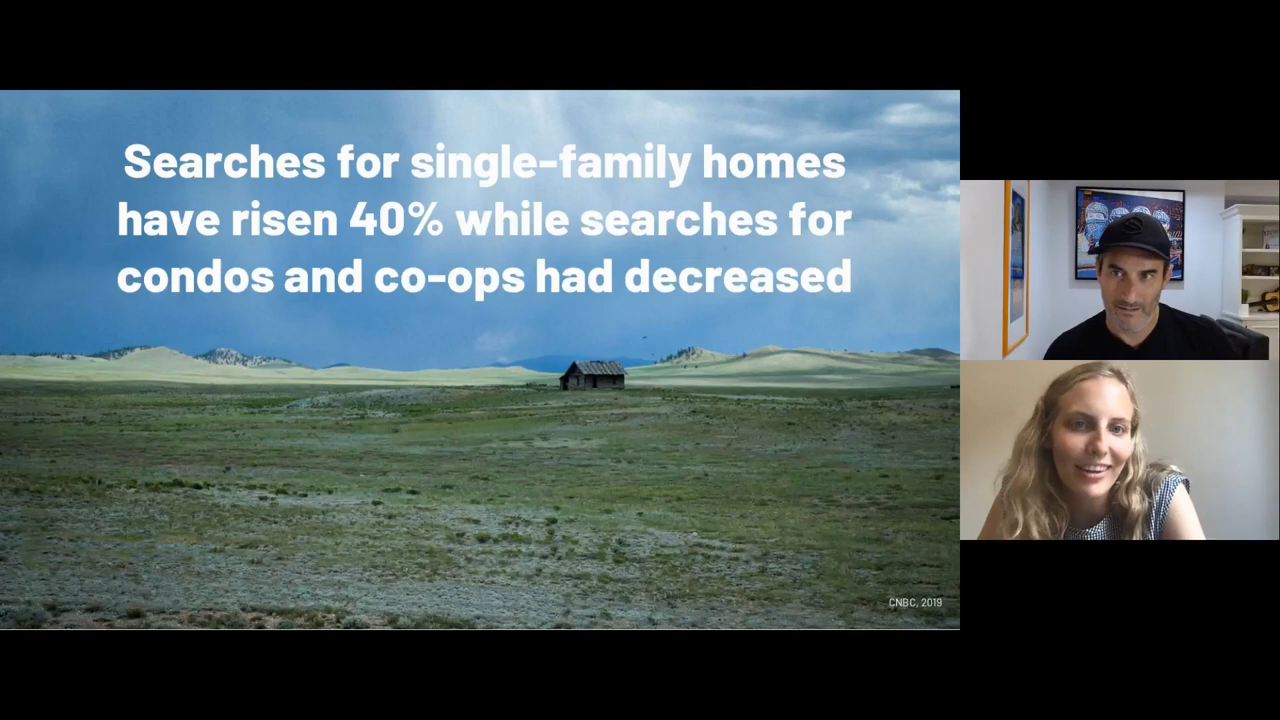 Searches for single-family homes
have risen 40% while searches for
condos and co-ops had decreased
CNBC, 2019